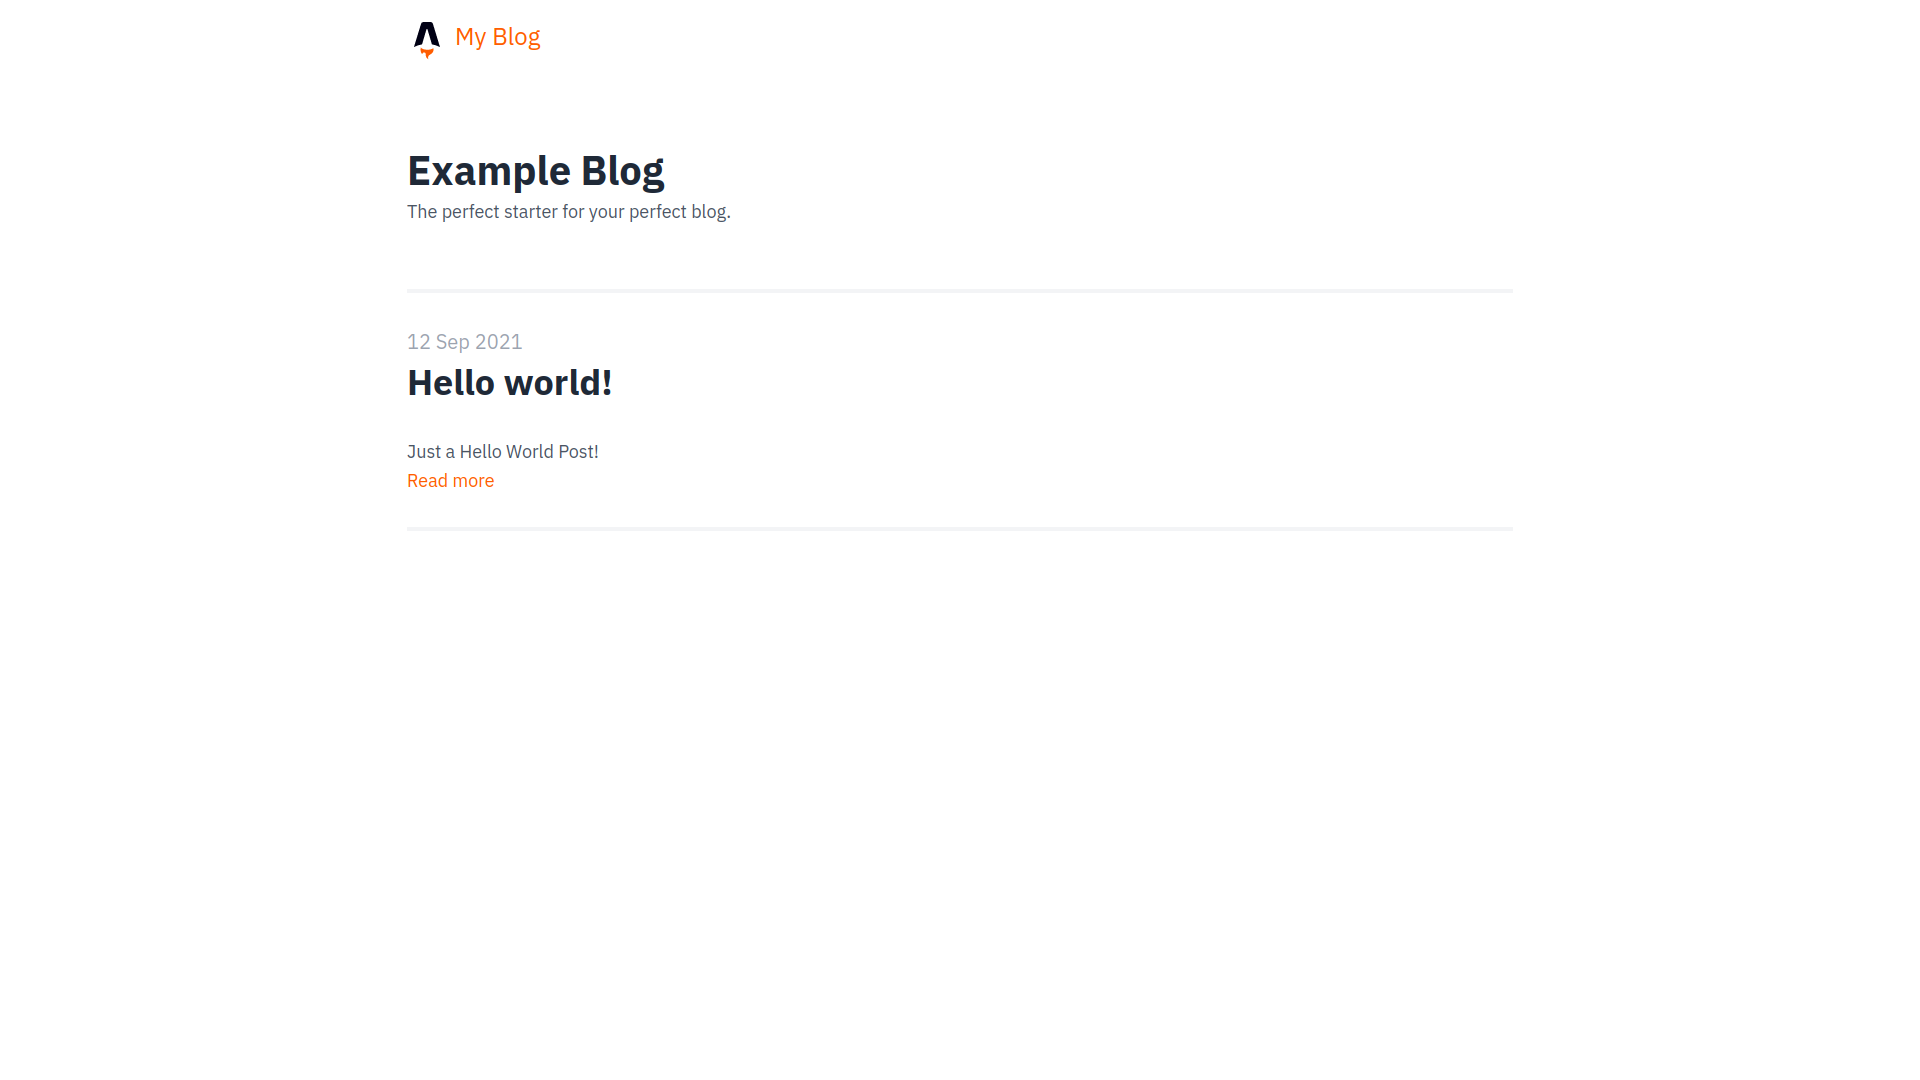 My Blog
Example Blog
The perfect starter for your perfect blog.
12 Sep 2021
Hello world!
Just a Hello World Post!
Read more